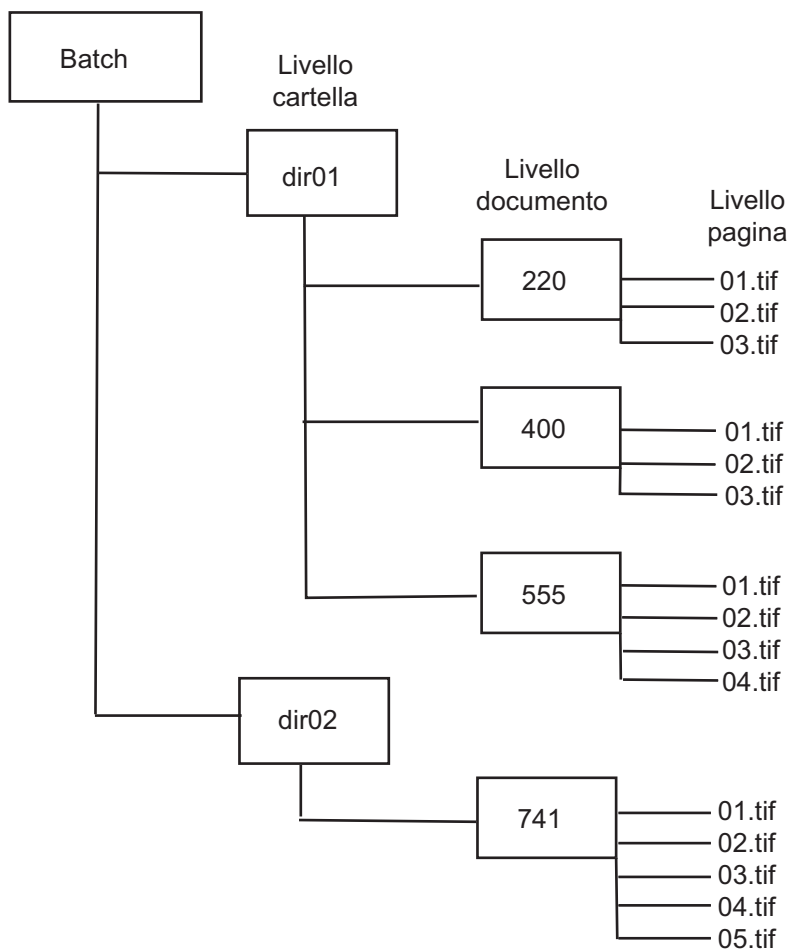 Batch
Livello
cartella
dir01
Livello
documento
Livello
pagina
220
01.tif
02.tif
03.tif
400
01.tif
02.tif
03.tif
555
01.tif
02.tif
03.tif
04.tif
dir02
741
01.tif
02.tif
03.tif
04.tif
05.tif